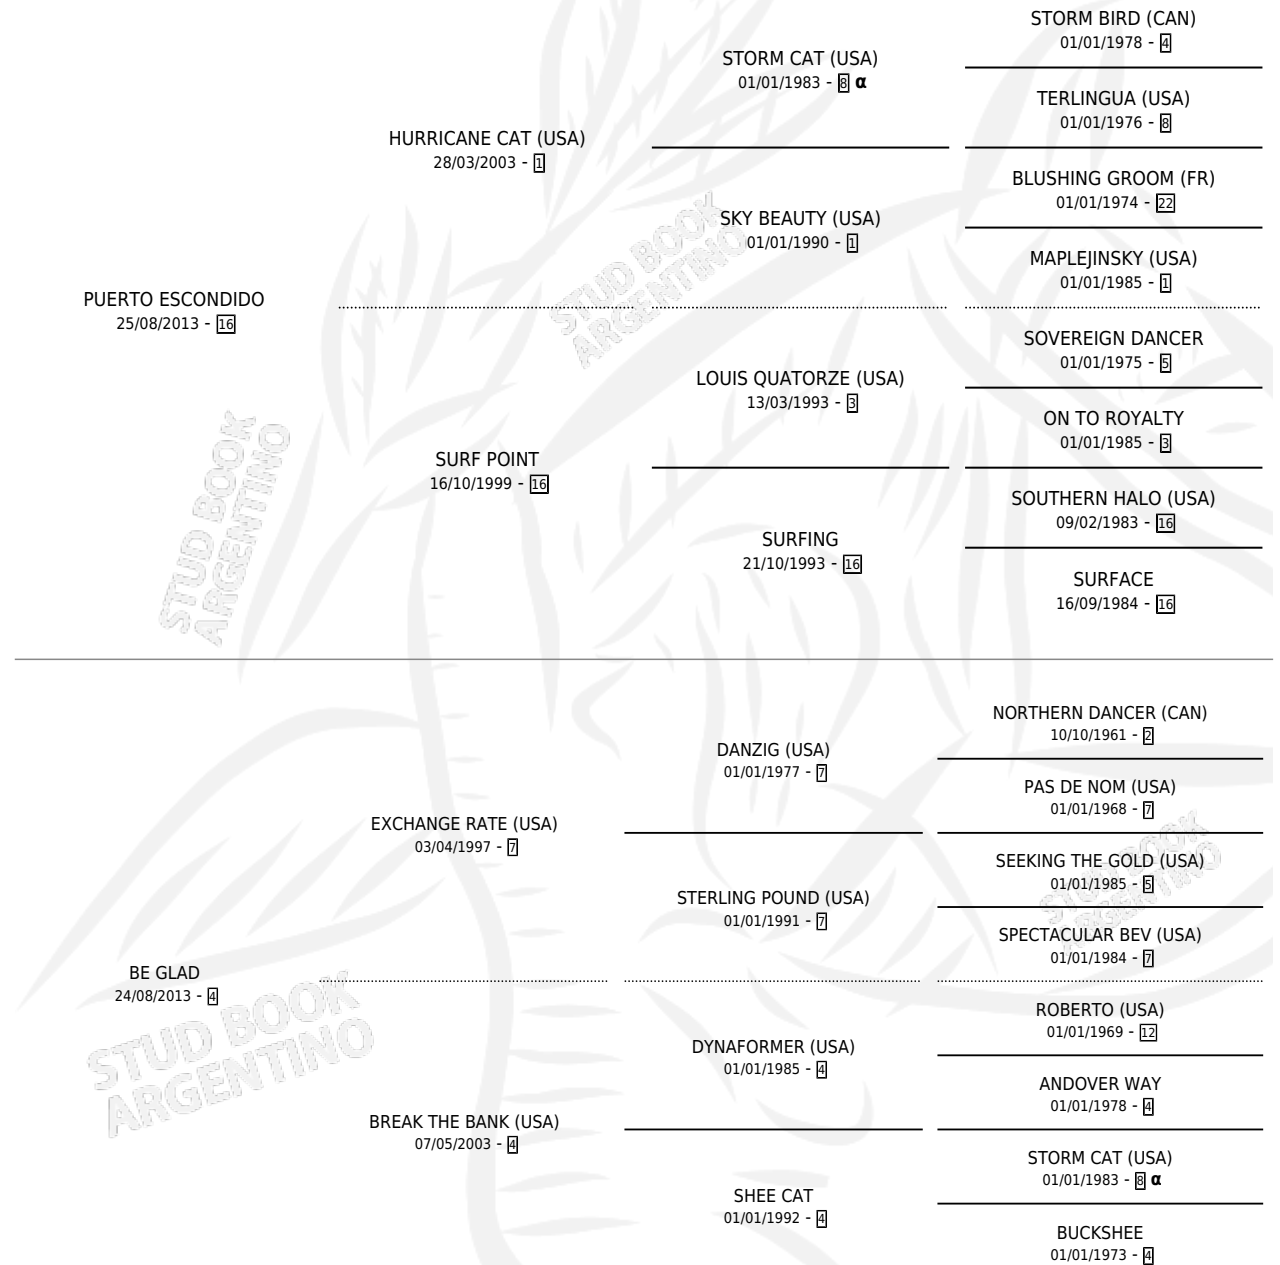 STORM BIRD (CAN)
01/01/1978 - 4
STORM CAT (USA)
01/01/1983 - 8 α
TERLINGUA (USA)
01/01/1976 - 8
HURRICANE CAT (USA)
28/03/2003 - 1
BLUSHING GROOM (FR)
01/01/1974 - 22
SKY BEAUTY (USA)
01/01/1990 - 1
MAPLEJINSKY (USA)
01/01/1985 - 1
PUERTO ESCONDIDO
25/08/2013 - 16
SOVEREIGN DANCER
01/01/1975 - 5
LOUIS QUATORZE (USA)
13/03/1993 - 3
ON TO ROYALTY
01/01/1985 - 3
SURF POINT
16/10/1999 - 16
SOUTHERN HALO (USA)
09/02/1983 - 16
SURFING
21/10/1993 - 16
SURFACE
16/09/1984 - 16
STUD BOOK
ARGENTINO
STUD BOOK
ARGENTINO
NORTHERN DANCER (CAN)
10/10/1961 - 2
DANZIG (USA)
01/01/1977 - 7
PAS DE NOM (USA)
01/01/1968 - 7
EXCHANGE RATE (USA)
03/04/1997 - 7
SEEKING THE GOLD (USA)
01/01/1985 - 5
STERLING POUND (USA)
01/01/1991 - 7
SPECTACULAR BEV (USA)
01/01/1984 - 7
BE GLAD
24/08/2013 - 4
ROBERTO (USA)
01/01/1969 - 12
DYNAFORMER (USA)
01/01/1985 - 4
ANDOVER WAY
01/01/1978 - 4
BREAK THE BANK (USA)
07/05/2003 - 4
STORM CAT (USA)
01/01/1983 - 8 α
SHEE CAT
01/01/1992 - 4
BUCKSHEE
01/01/1973 - 4
STUD BOOK
ARGENTINO
STUD BOOK
ARGENTINO